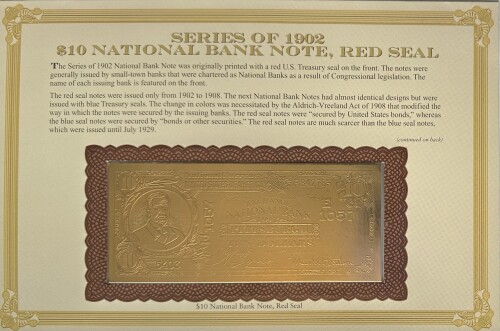 SERIES OF 1902
$10 NATIONAL BANK NOTE, RED SEAL
The Series of 1902 National Bank Note was originally printed with a red U.S. Treasury seal on the front. The notes were
generally issued by small-town banks that were chartered as National Banks as a result of Congressional legislation. The
name of each issuing bank is featured on the front.
The red seal notes were issued only from 1902 to 1908. The next National Bank Notes had almost identical designs but were
issued with blue Treasury seals. The change in colors was necessitated by the Aldrich-Vreeland Act of 1908 that modified the
way in which the notes were secured by the issuing banks. The red seal notes were “secured by United States bonds,” whereas
the blue seal notes were secured by “bonds or other securities.” The red seal notes are much scarcer than the blue seal notes,
which were issued until July 1929.
(continued on back)
NATIONAL BANK
$10 National Bank Note, Red Seal